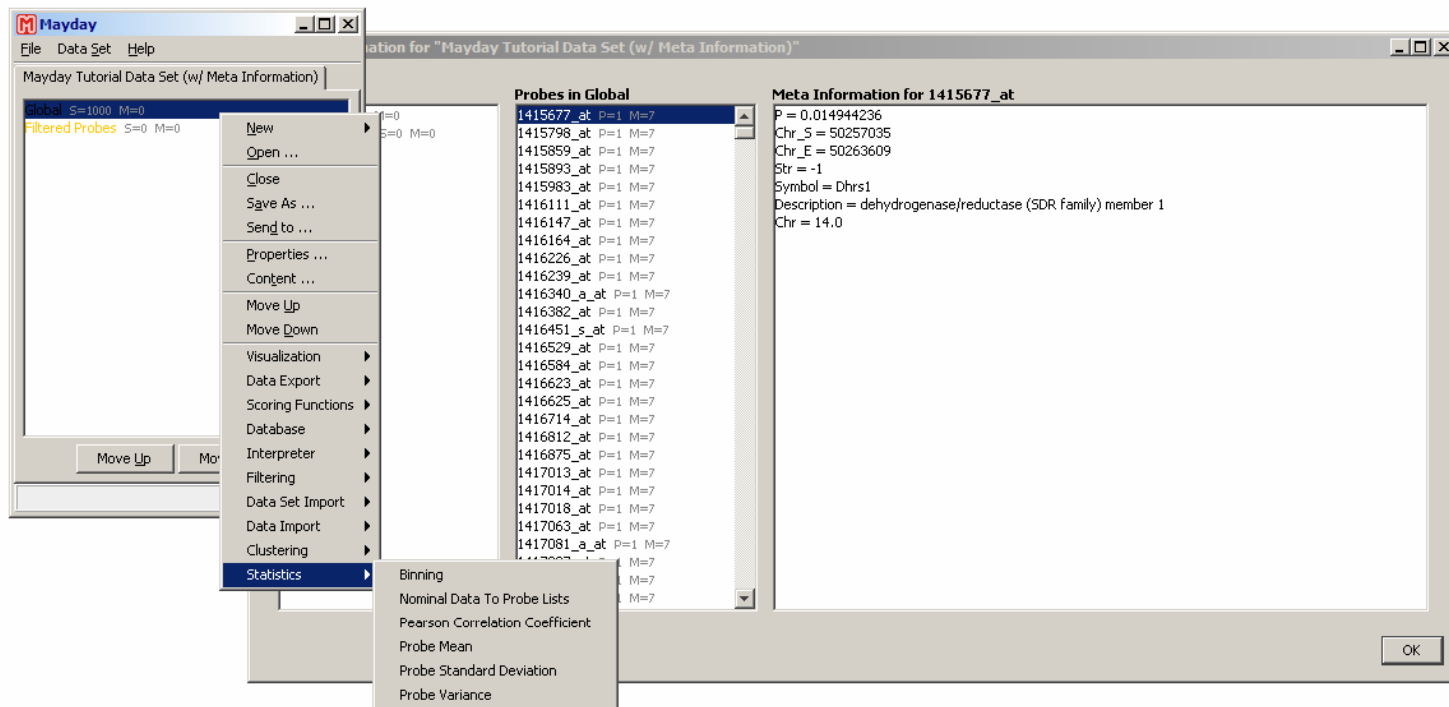 Mayday
File Data Set Help
Mayday Tutorial Data Set (w/ Meta Information)
Global S=1000 M=0
Filtered Probes S=0 M=0
Move Up
New
Open ...
Close
Save As ...
Send to ...
Properties ...
Content ...
Move Up
Move Down
Visualization
Data Export
Scoring Functions
Database
Interpreter
Filtering
Data Set Import
Data Import
Clustering
Statistics
Binning
Nominal Data To Probe Lists
Pearson Correlation Coefficient
Probe Mean
Probe Standard Deviation
Probe Variance
for "Mayday Tutorial Data Set (w/ Meta Information)"
M=0
S=0 M=0
Probes in Global
1415677_at P=1 M=7
1415798_at P=1 M=7
1415859_at P=1 M=7
1415893_at P=1 M=7
1415983_at P=1 M=7
1416111_at P=1 M=7
1416147_at P=1 M=7
1416164_at P=1 M=7
1416226_at P=1 M=7
1416239_at P=1 M=7
1416340_a_at P=1 M=7
1416382_at P=1 M=7
1416451_s_at P=1 M=7
1416529_at P=1 M=7
1416584_at P=1 M=7
1416623_at P=1 M=7
1416625_at P=1 M=7
1416714_at P=1 M=7
1416812_at P=1 M=7
1416875_at P=1 M=7
1417013_at P=1 M=7
1417014_at P=1 M=7
1417018_at P=1 M=7
1417063_at P=1 M=7
1417081_a_at P=1 M=7
M=7
M=7
M=7
Meta Information for 1415677_at
P = 0.014944236
Chr_S = 50257035
Chr_E = 50263609
Str = -1
Symbol = Dhrs1
Description = dehydrogenase/reductase (SDR family) member 1
Chr = 14.0
OK